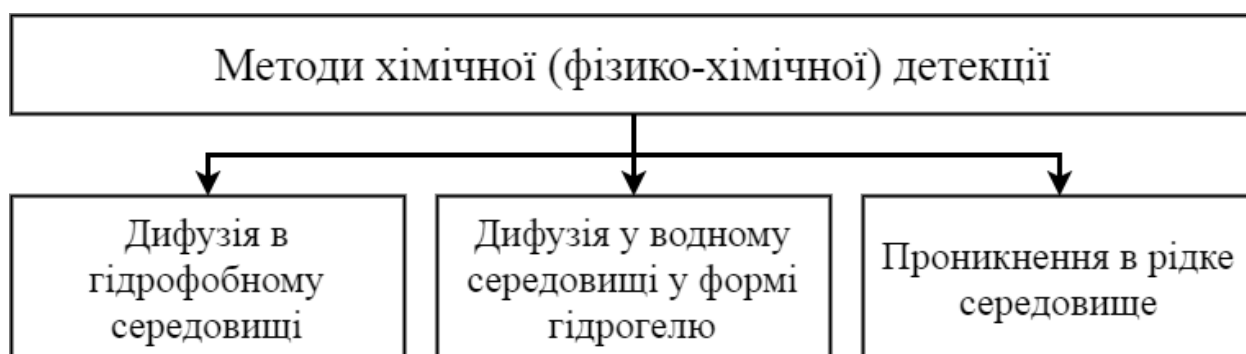 Методи хімічної (фізико-хімічної) детекції
Дифузія в
гідрофобному
середовищі
Дифузія у водному
середовищі у формі
гідрогелю
Проникнення в рідке
середовище